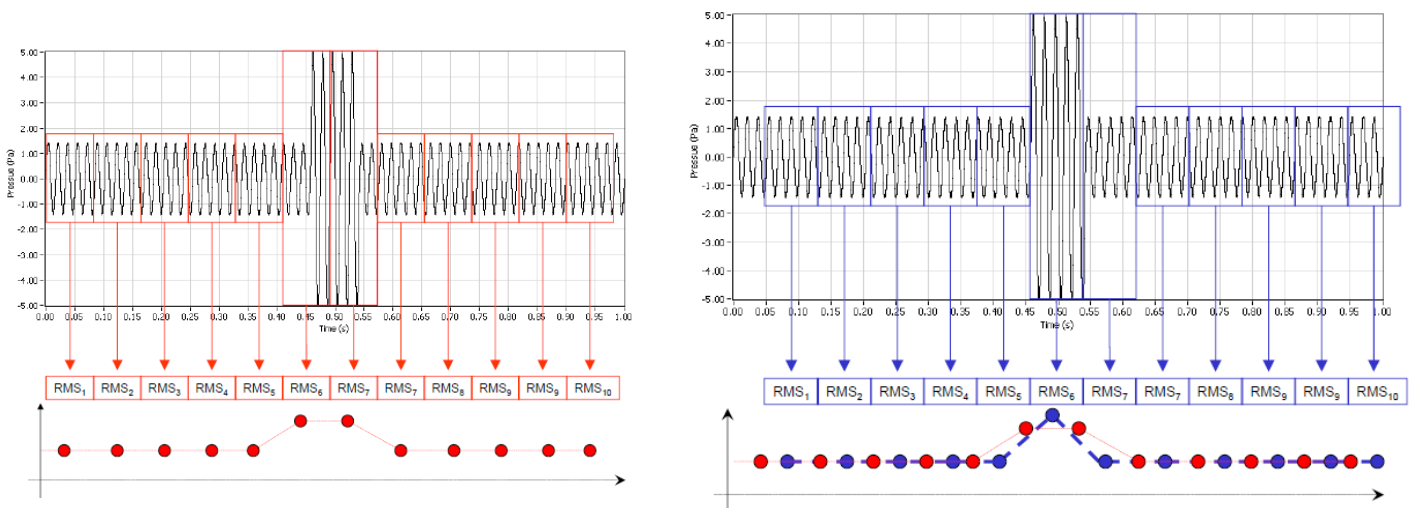 5.00
4.00
3.00
2.00
1.00
0.00
-1.00
-2.00
-3.00
-4.00
-5.00
Pressue (Pa)
0.00 0.05 0.10 0.15 0.20 0.25 0.30 0.35 0.40 0.45 0.50 0.55 0.60 0.65 0.70 0.75 0.80 0.85 0.90 0.95 1.00
Time (s)
RMS₁ RMS₂ RMS₃ RMS₄ RMS₅ RMS₆ RMS₇ RMS₇ RMS₈ RMS₉ RMS₉ RMS₁₀
5.00
4.00
3.00
2.00
1.00
0.00
-1.00
-2.00
-3.00
-4.00
-5.00
Pressue (Pa)
0.00 0.05 0.10 0.15 0.20 0.25 0.30 0.35 0.40 0.45 0.50 0.55 0.60 0.65 0.70 0.75 0.80 0.85 0.90 0.95 1.00
Time (s)
RMS₁ RMS₂ RMS₃ RMS₄ RMS₅ RMS₆ RMS₇ RMS₇ RMS₈ RMS₉ RMS₉ RMS₁₀